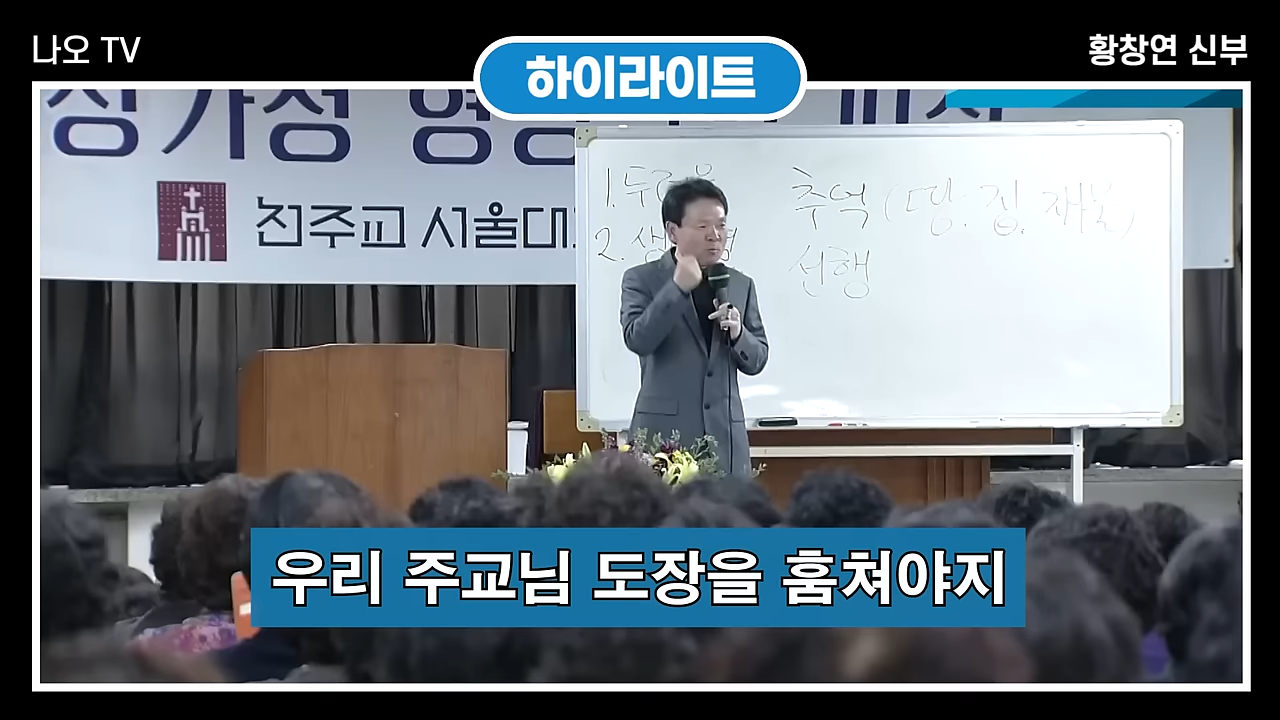 나오 TV
하이라이트
황창연 신부
천주교 서울대
1.
2.
추억 (땅. 집. 재물)
선행
우리 주교님 도장을 훔쳐야지